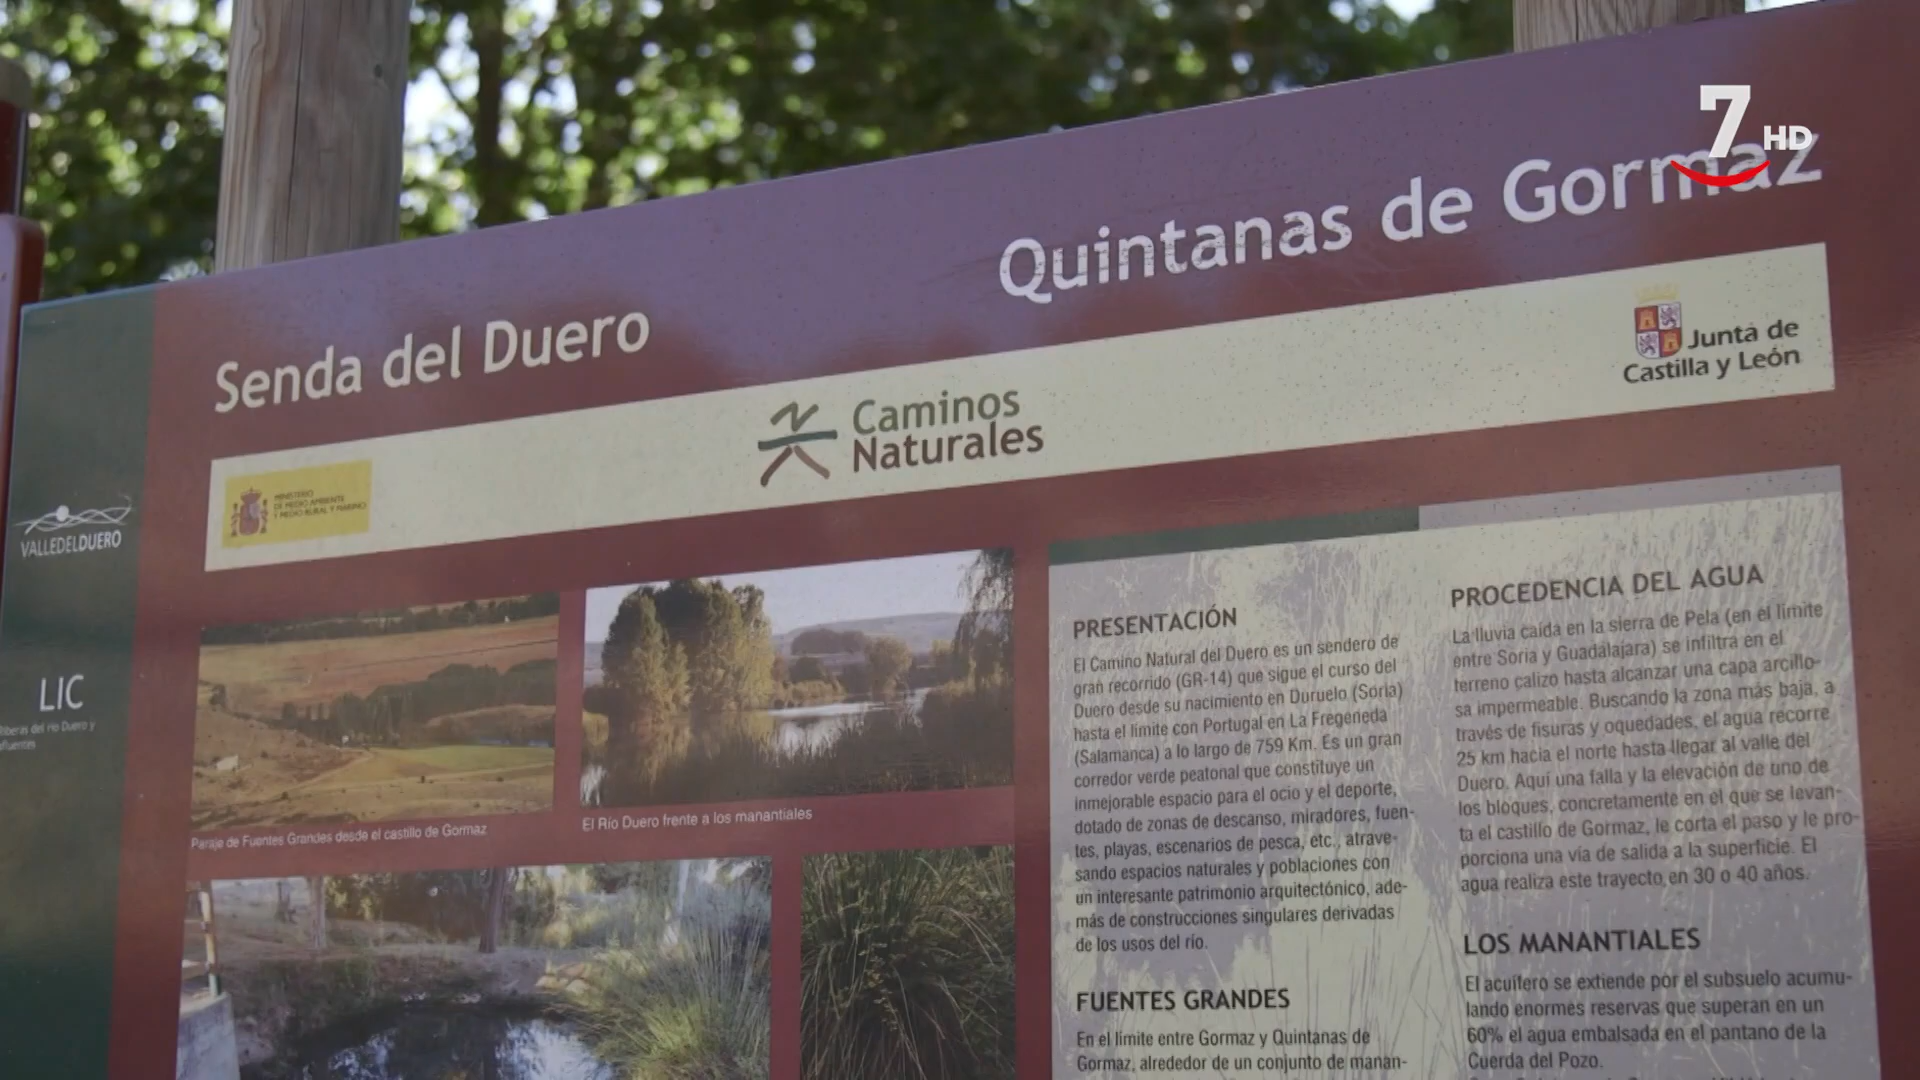 7 HD
Quintanas de Gormaz
Senda del Duero
Junta de
Castilla y León
Caminos
Naturales
MINISTERIO
DE MEDIO AMBIENTE
Y MEDIO RURAL Y MARINO
VALLEDELDUERO
LIC
Riberas del río Duero y
afluentes
Paraje de Fuentes Grandes desde el castillo de Gormaz
El Río Duero frente a los manantiales
PRESENTACIÓN
El Camino Natural del Duero es un sendero de
gran recorrido (GR-14) que sigue el curso del
Duero desde su nacimiento en Duruelo (Soria)
hasta el límite con Portugal en La Fregeneda
(Salamanca) a lo largo de 759 Km. Es un gran
corredor verde peatonal que constituye un
inmejorable espacio para el ocio y el deporte,
dotado de zonas de descanso, miradores, fuen-
tes, playas, escenarios de pesca, etc., atrave-
sando espacios naturales y poblaciones con
un interesante patrimonio arquitectónico, ade-
más de construcciones singulares derivadas
de los usos del río.
FUENTES GRANDES
En el límite entre Gormaz y Quintanas de
Gormaz, alrededor de un conjunto de manan-
PROCEDENCIA DEL AGUA
La lluvia caída en la sierra de Pela (en el límite
entre Soria y Guadalajara) se infiltra en el
terreno calizo hasta alcanzar una capa arcillo-
sa impermeable. Buscando la zona más baja, a
través de fisuras y oquedades, el agua recorre
25 km hacia el norte hasta llegar al valle del
Duero. Aquí una falla y la elevación de uno de
los bloques, concretamente en el que se levan-
ta el castillo de Gormaz, le corta el paso y le pro-
porciona una vía de salida a la superficie. El
agua realiza este trayecto en 30 o 40 años.
LOS MANANTIALES
El acuífero se extiende por el subsuelo acumu-
lando enormes reservas que superan en un
60% el agua embalsada en el pantano de la
Cuerda del Pozo.